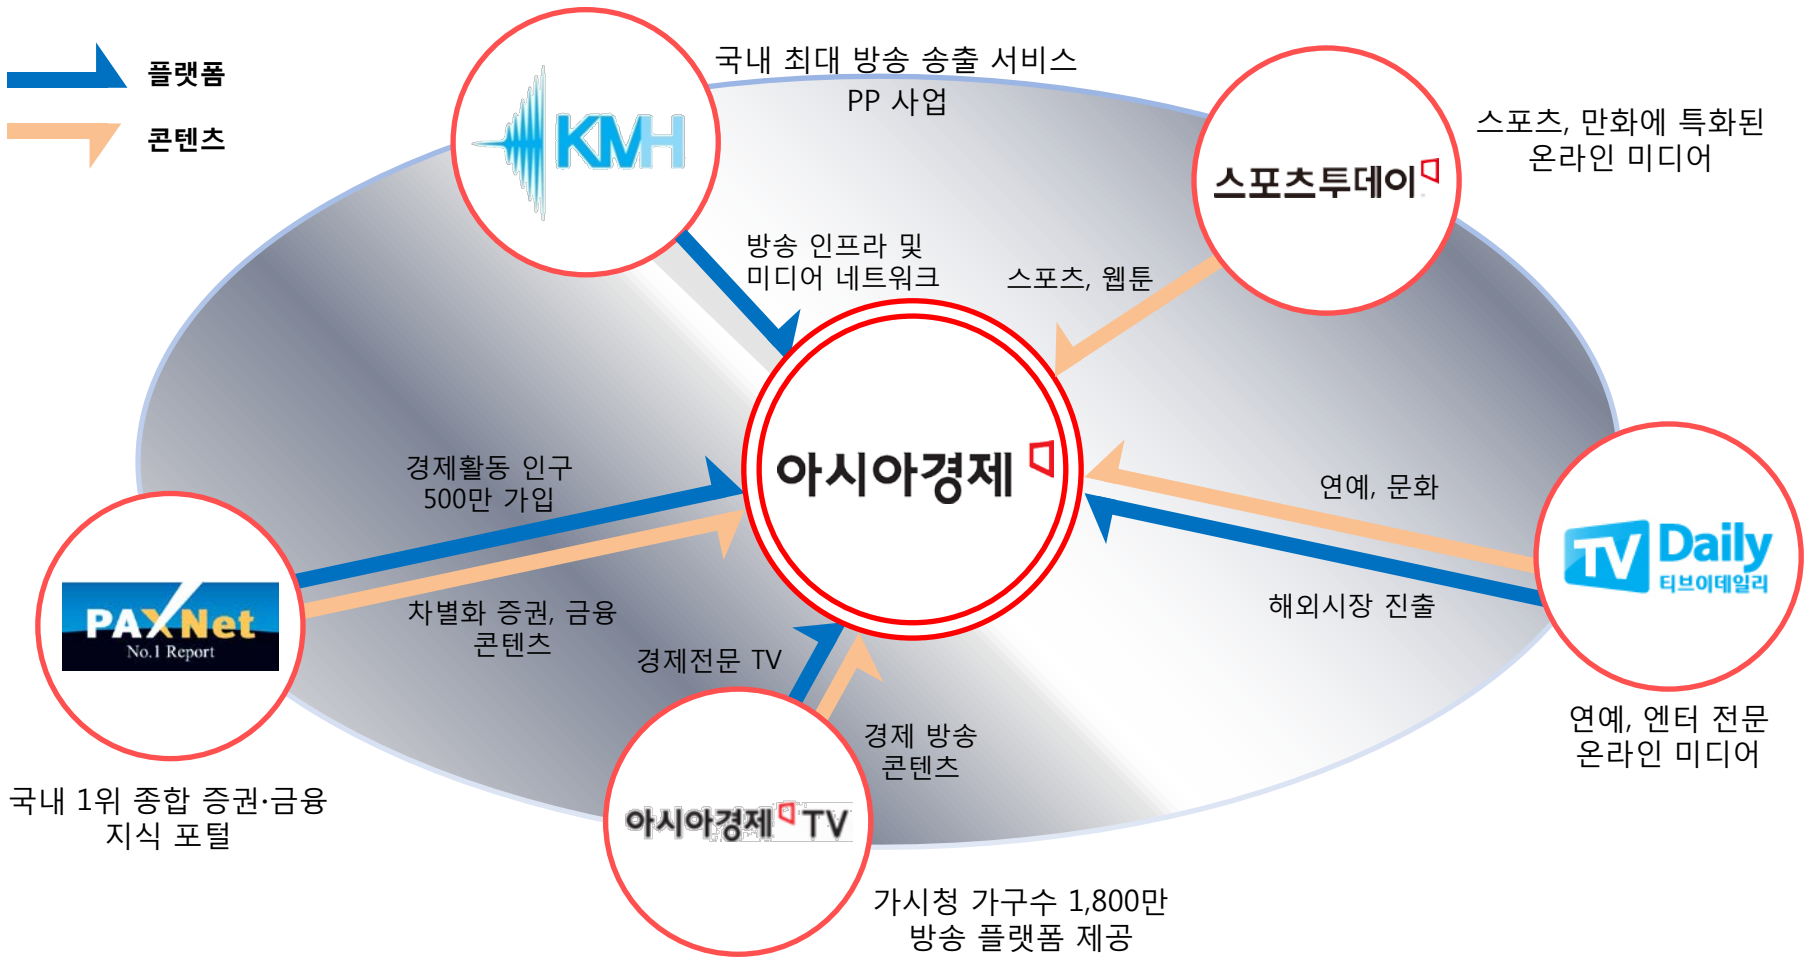 플랫폼
콘텐츠
KMH
국내 최대 방송 송출 서비스
PP 사업
스포츠투데이
스포츠, 만화에 특화된
온라인 미디어
방송 인프라 및
미디어 네트워크
스포츠, 웹툰
아시아경제
경제활동 인구
500만 가입
연예, 문화
TV Daily
티브이데일리
해외시장 진출
PAXNet
No.1 Report
차별화 증권, 금융
콘텐츠
경제전문 TV
경제 방송
콘텐츠
연예, 엔터 전문
온라인 미디어
국내 1위 종합 증권·금융
지식 포털
아시아경제 TV
가시청 가구수 1,800만
방송 플랫폼 제공